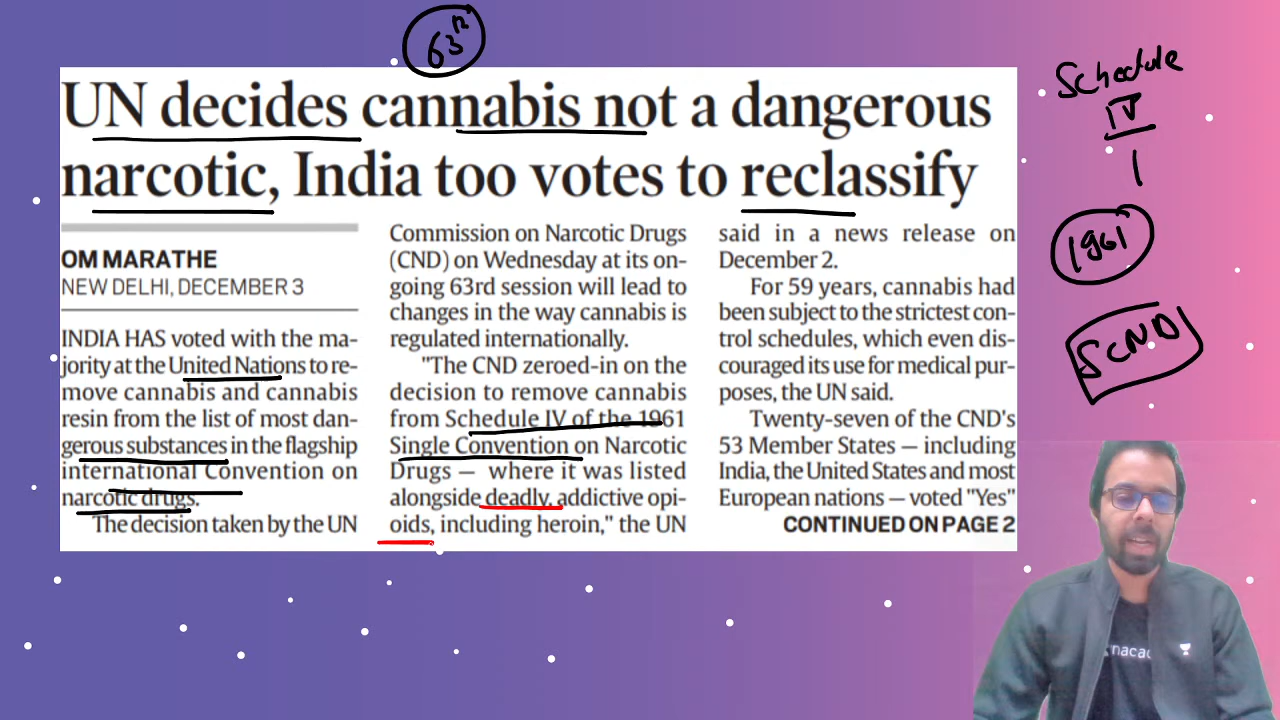 63rd
UN decides cannabis not a dangerous
narcotic, India too votes to reclassify
OM MARATHE
NEW DELHI, DECEMBER 3
INDIA HAS voted with the ma-
jority at the United Nations to re-
move cannabis and cannabis
resin from the list of most dan-
gerous substances in the flagship
international Convention on
narcotic drugs.
The decision taken by the UN
Commission on Narcotic Drugs
(CND) on Wednesday at its on-
going 63rd session will lead to
changes in the way cannabis is
regulated internationally.
"The CND zeroed-in on the
decision to remove cannabis
from Schedule IV of the 1961
Single Convention on Narcotic
Drugs — where it was listed
alongside deadly, addictive opi-
oids, including heroin," the UN
said in a news release on
December 2.
For 59 years, cannabis had
been subject to the strictest con-
trol schedules, which even dis-
couraged its use for medical pur-
poses, the UN said.
Twenty-seven of the CND's
53 Member States — including
India, the United States and most
European nations — voted "Yes"
CONTINUED ON PAGE 2
Schedule
IV
1
1961
SCND
nacad